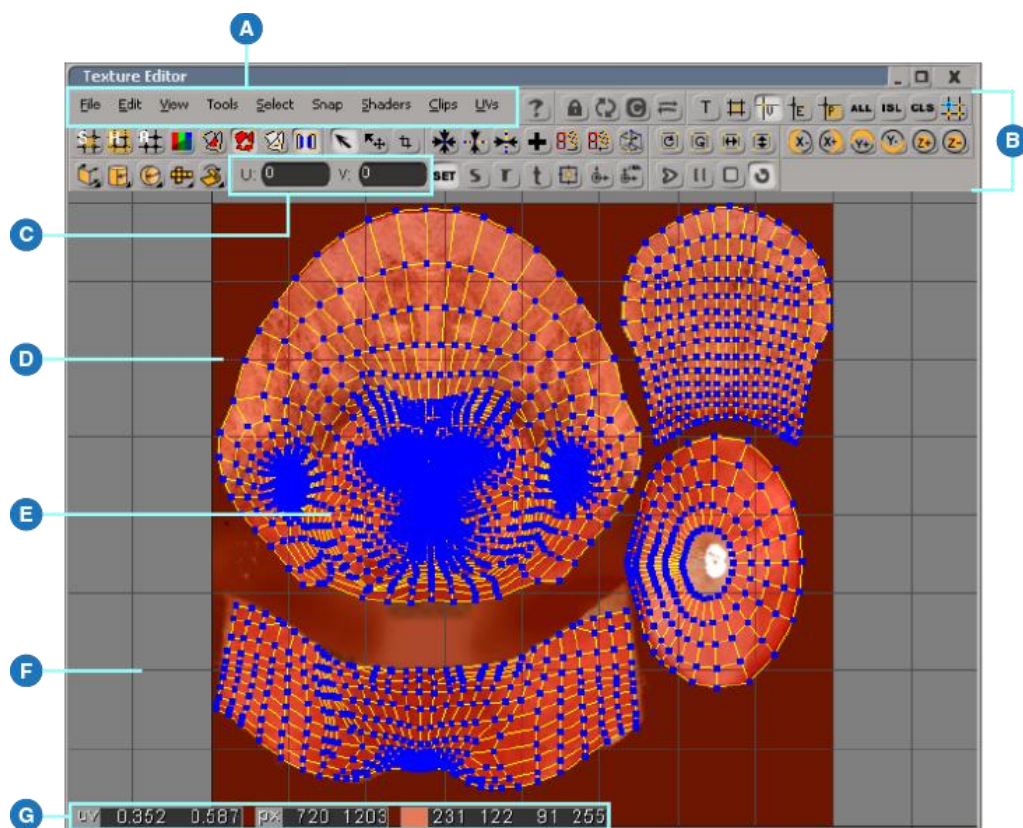 A
Texture Editor
File Edit View Tools Select Snap Shaders Clips UVs ? T U E P ALL ISL CLS
B
X- X+ Y+ Y- Z+ Z-
U: 0 V: 0 SET s r t
C
D
E
F
G
UV 0.352 0.587 px 720 1203 231 122 91 255